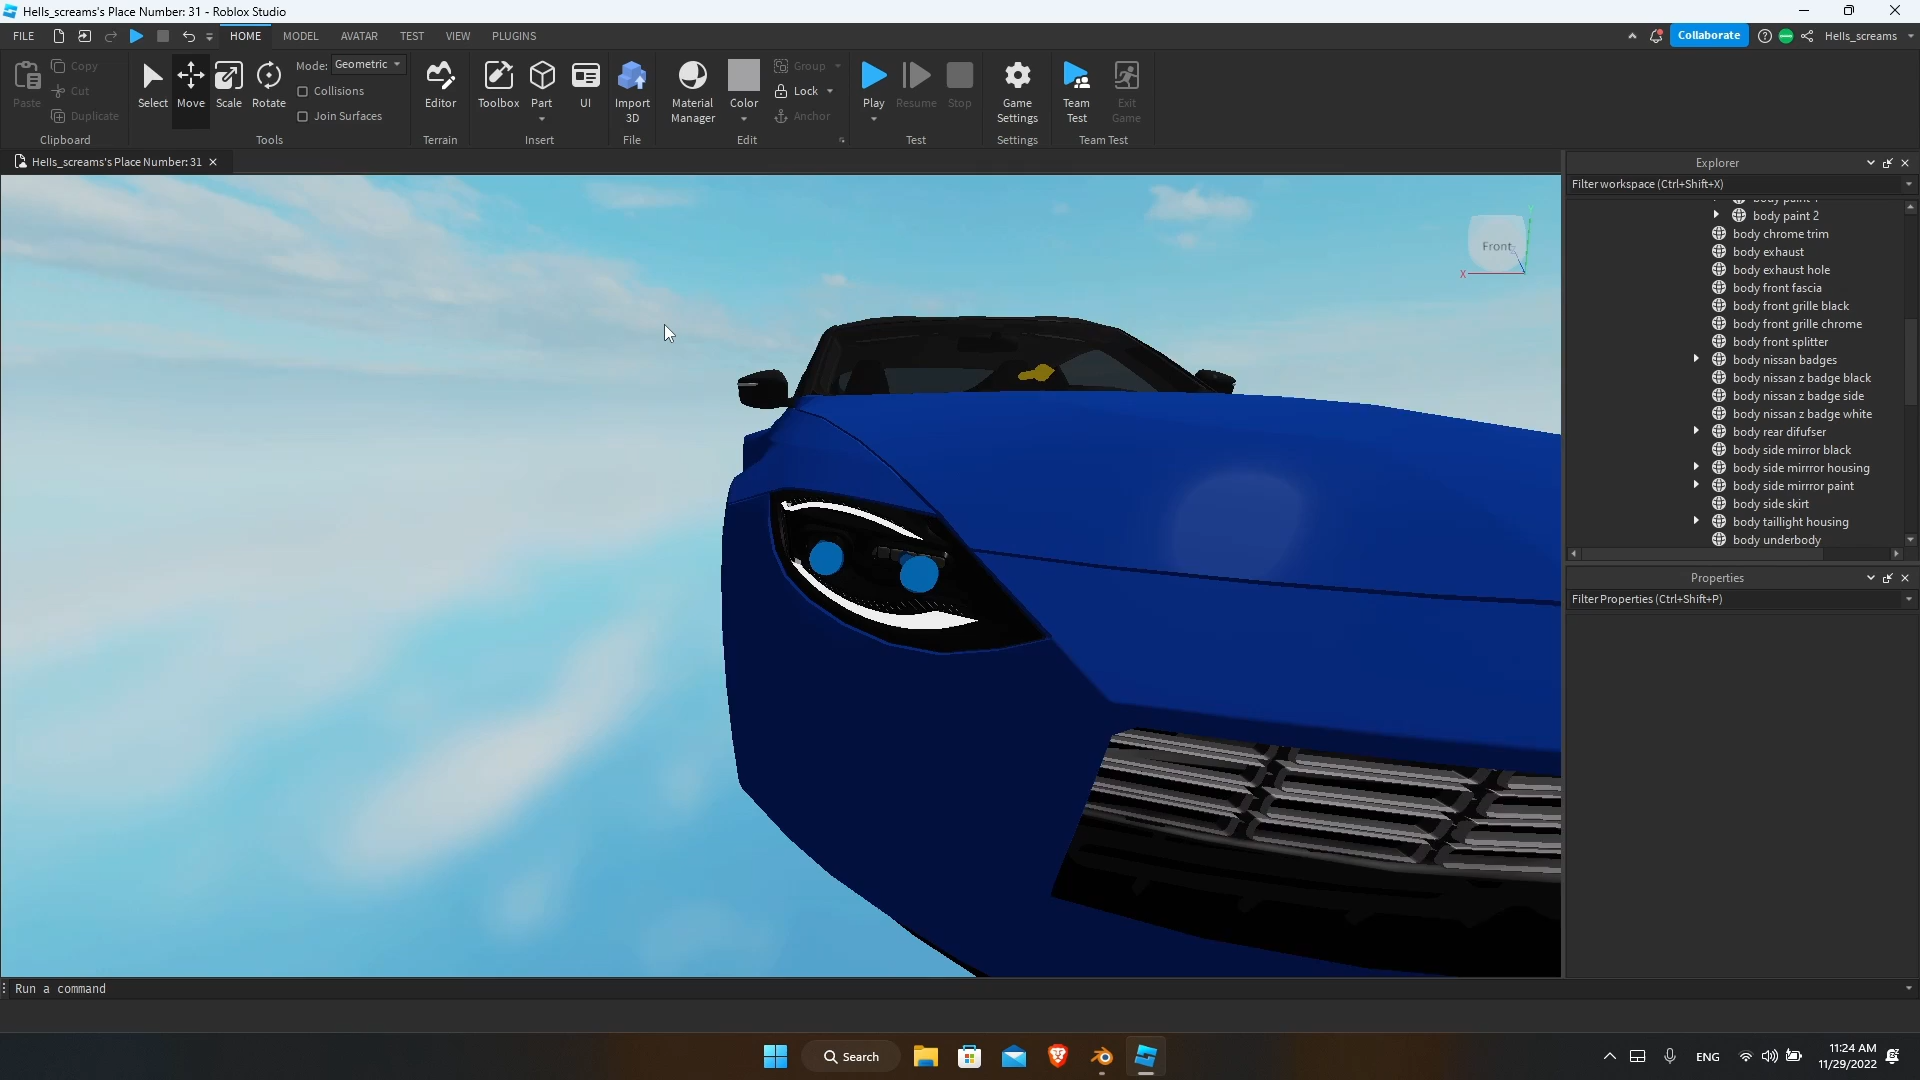 Hells_screams's Place Number: 31 - Roblox Studio
FILE HOME MODEL AVATAR TEST VIEW PLUGINS Collaborate Hells_screams
Paste Copy Cut Duplicate Clipboard
Select Move Scale Rotate Mode: Geometric Collisions Join Surfaces Tools
Editor Terrain
Toolbox Part UI Insert
Import 3D File
Material Manager Color Group Lock Anchor Edit
Play Resume Stop Test
Game Settings Settings
Team Test Exit Game Team Test
Hells_screams's Place Number: 31
Front
X
Explorer
Filter workspace (Ctrl+Shift+X)
body paint 2
body chrome trim
body exhaust
body exhaust hole
body front fascia
body front grille black
body front grille chrome
body front splitter
body nissan badges
body nissan z badge black
body nissan z badge side
body nissan z badge white
body rear difufser
body side mirror black
body side mirrror housing
body side mirrror paint
body side skirt
body taillight housing
body underbody
Properties
Filter Properties (Ctrl+Shift+P)
Run a command
Search
ENG
11:24 AM
11/29/2022